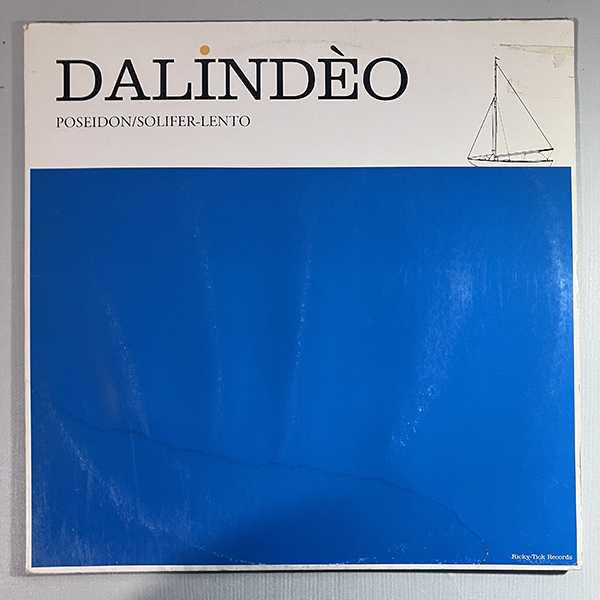 DALiNDÈO
POSEIDON/SOLIFER-LENTO
Ricky-Tick Records